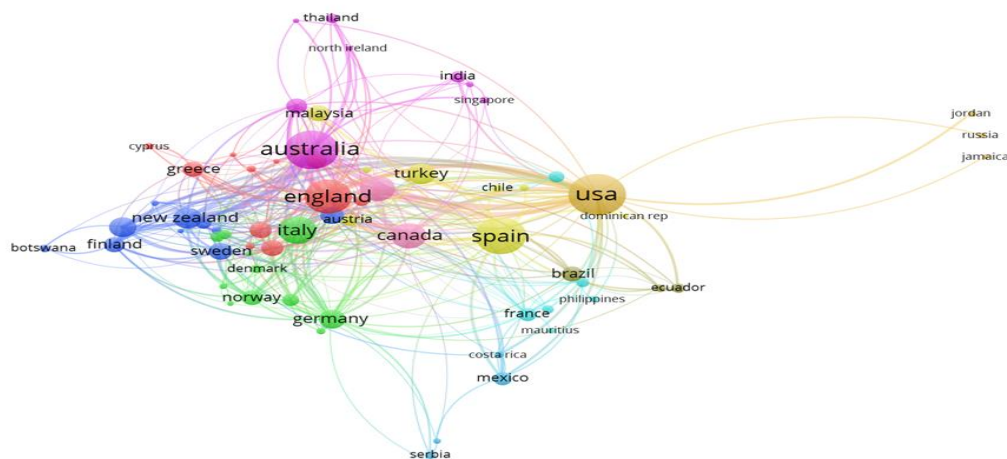 thailand
north ireland
india
malaysia
singapore
jordan
russia
australia
cyprus
jamaica
greece
turkey
chile
england
usa
new zealand
austria
dominican rep
italy
canada
spain
botswana
finland
sweden
denmark
brazil
ecuador
norway
philippines
germany
france
mauritius
costa rica
mexico
serbia